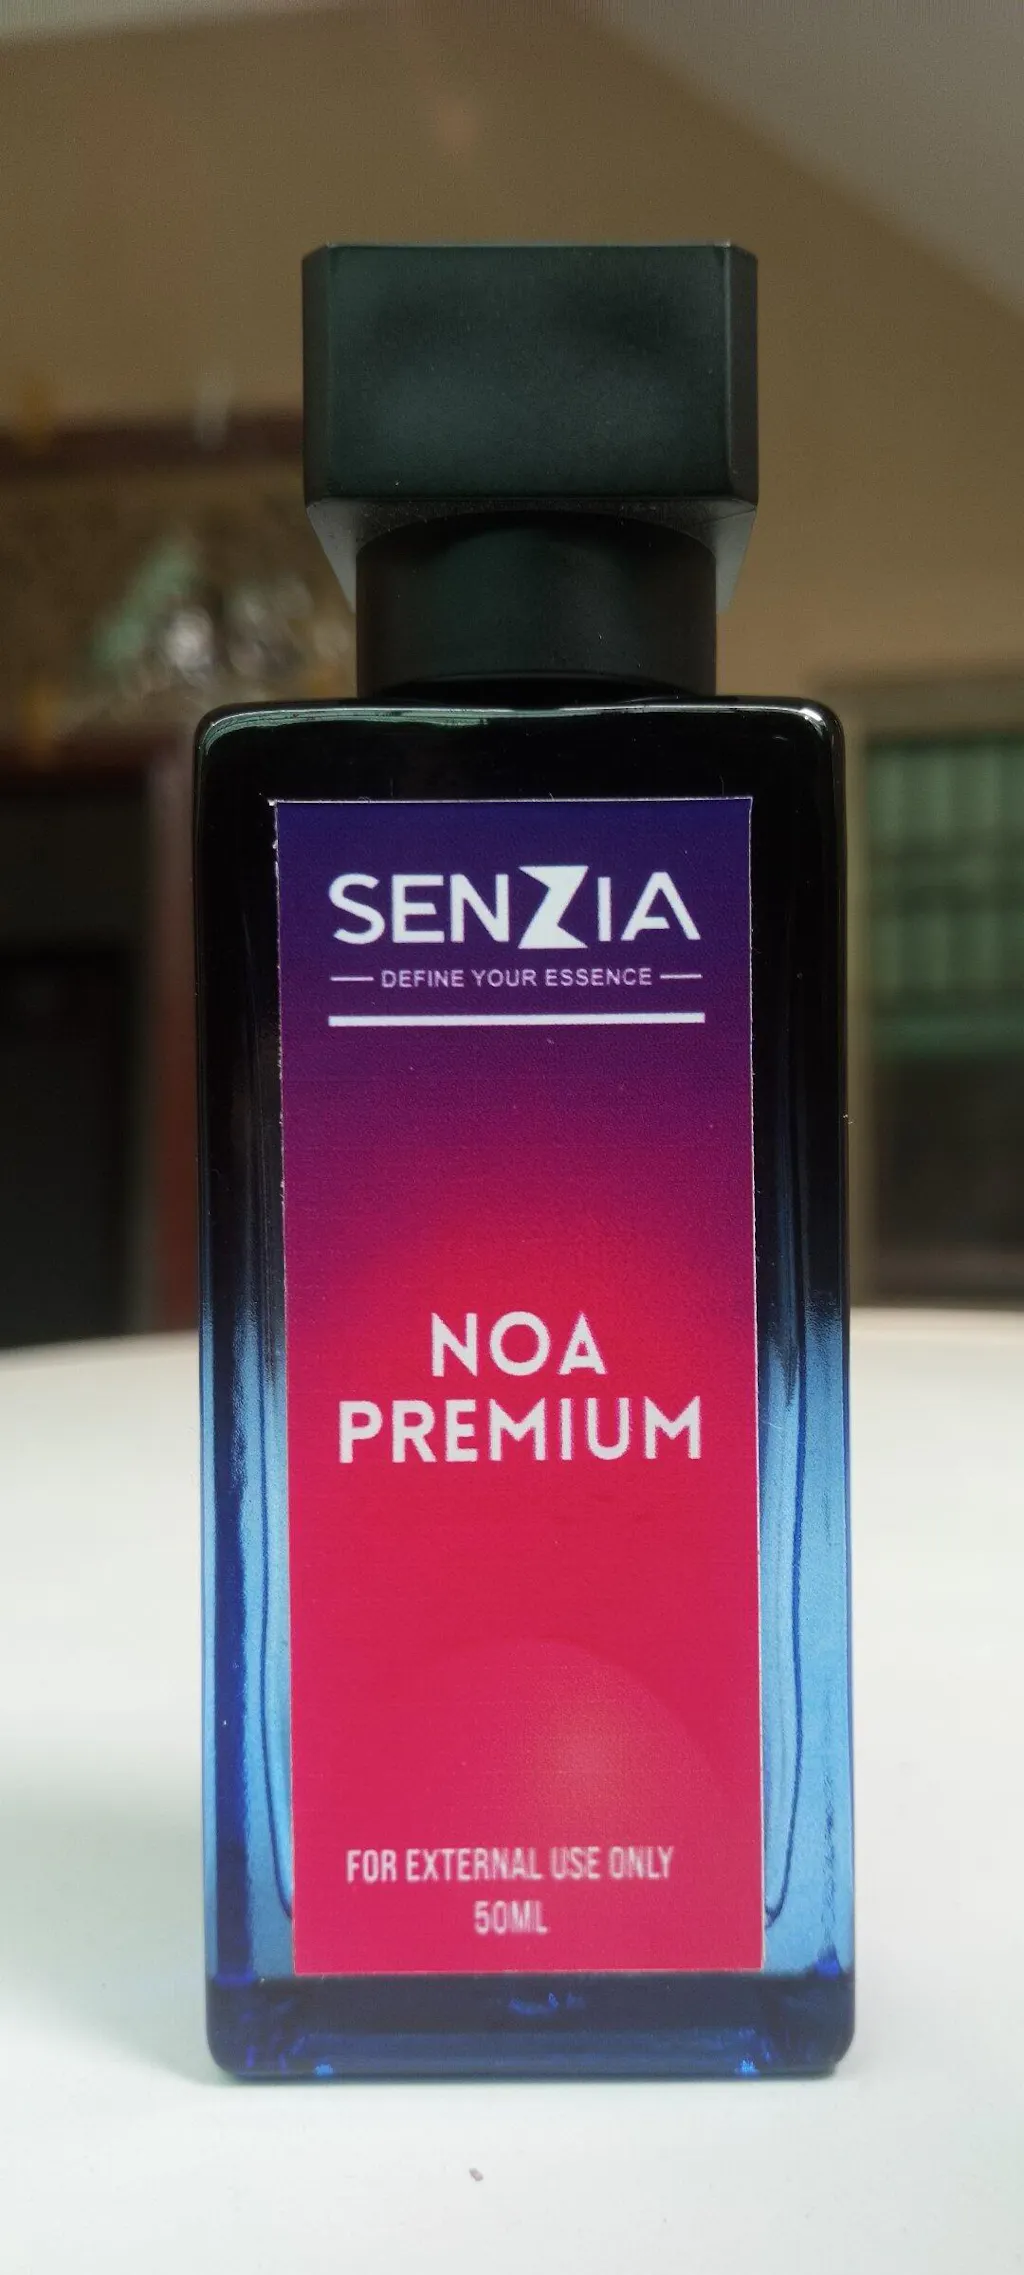 SENZIA
DEFINE YOUR ESSENCE
NOA
PREMIUM
FOR EXTERNAL USE ONLY
50ML